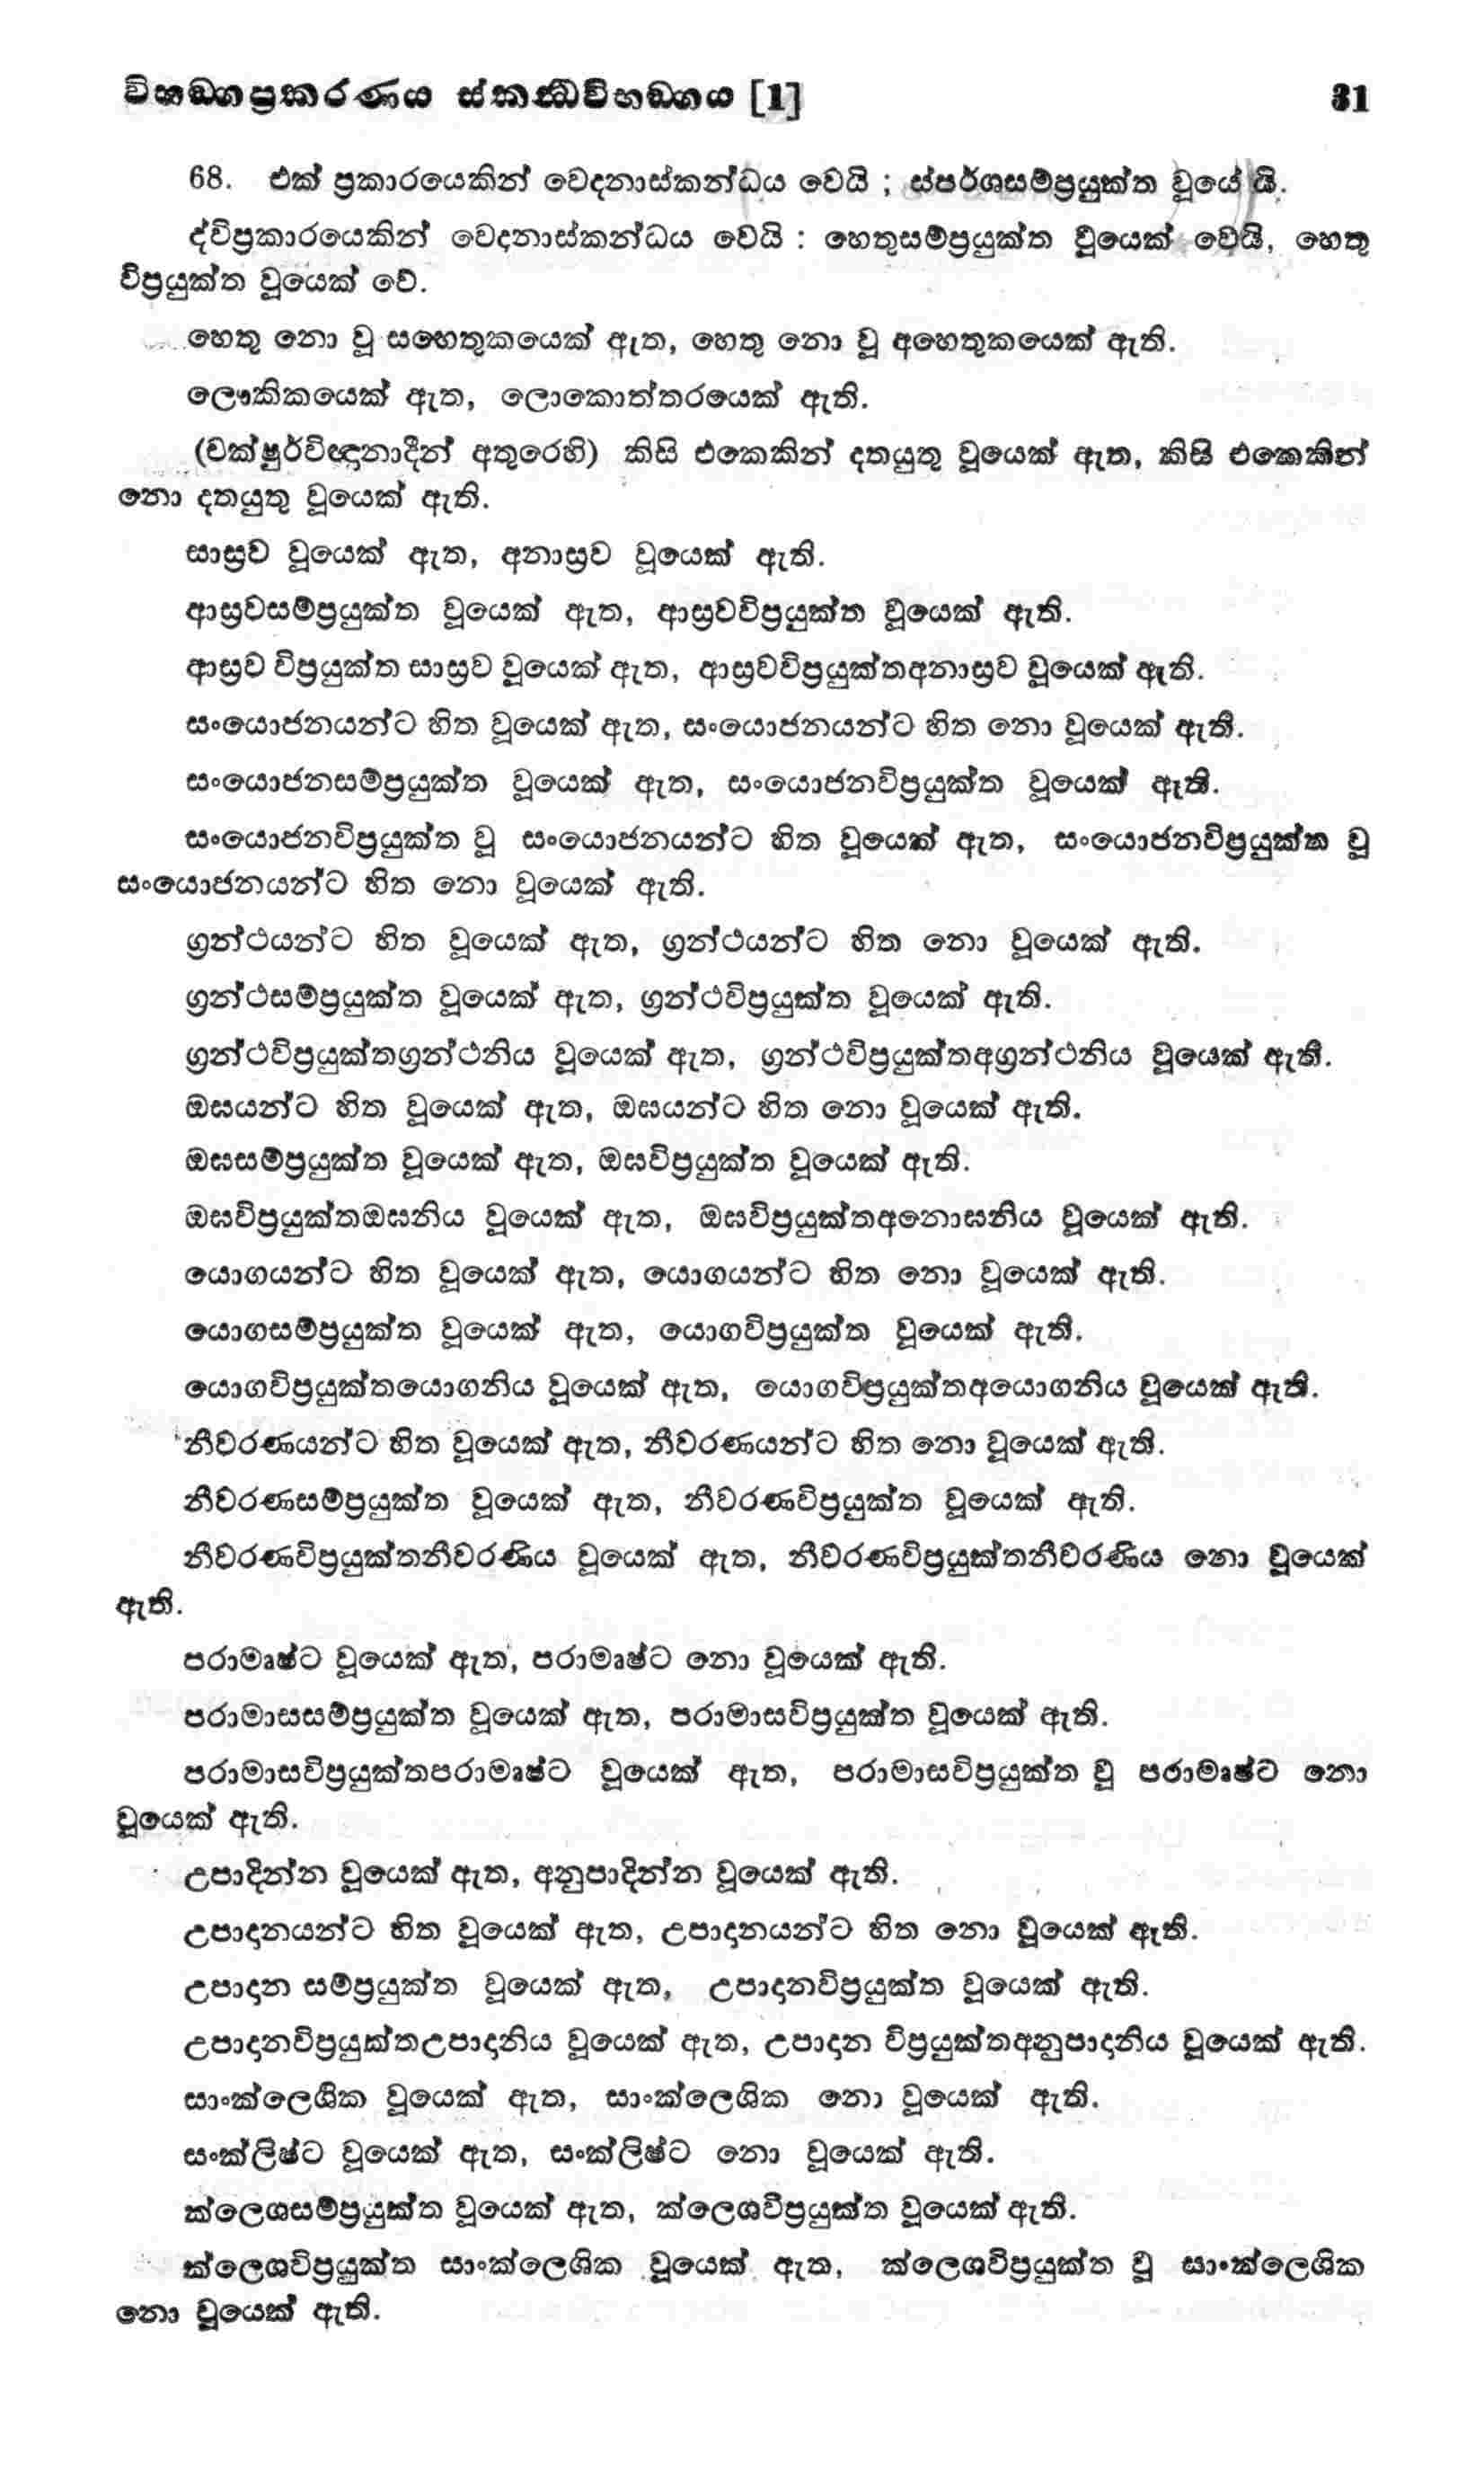 විභඞ්ගප්‍රකරණය ස්කන්ධවිභඞ්ගය [1] 31
68. එක් ප්‍රකාරයෙකින් වෙදනාස්කන්ධය වෙයි ; ස්පර්ශසම්ප්‍රයුක්ත වූයේ යි.
ද්විප්‍රකාරයෙකින් වෙදනාස්කන්ධය වෙයි : හෙතුසම්ප්‍රයුක්ත වූයෙක් වෙයි, හෙතු
විප්‍රයුක්ත වූයෙක් වේ.
හෙතු නො වූ සහෙතුකයෙක් ඇත, හෙතු නො වූ අහෙතුකයෙක් ඇති.
ලෞකිකයෙක් ඇත, ලොකොත්තරයෙක් ඇති.
(චක්ෂුර්විඥානාදීන් අතුරෙහි) කිසි එකෙකින් දතයුතු වූයෙක් ඇත, කිසි එකෙකින්
නො දතයුතු වූයෙක් ඇති.
සාස්‍රව වූයෙක් ඇත, අනාස්‍රව වූයෙක් ඇති.
ආස්‍රවසම්ප්‍රයුක්ත වූයෙක් ඇත, ආස්‍රවවිප්‍රයුක්ත වූයෙක් ඇති.
ආස්‍රව විප්‍රයුක්ත සාස්‍රව වූයෙක් ඇත, ආස්‍රවවිප්‍රයුක්තඅනාස්‍රව වූයෙක් ඇති.
සංයොජනයන්ට හිත වූයෙක් ඇත, සංයොජනයන්ට හිත නො වූයෙක් ඇති.
සංයොජනසම්ප්‍රයුක්ත වූයෙක් ඇත, සංයොජනවිප්‍රයුක්ත වූයෙක් ඇති.
සංයොජනවිප්‍රයුක්ත වූ සංයොජනයන්ට හිත වූයෙක් ඇත, සංයොජනවිප්‍රයුක්ත වූ
සංයොජනයන්ට හිත නො වූයෙක් ඇති.
ග්‍රන්ථයන්ට හිත වූයෙක් ඇත, ග්‍රන්ථයන්ට හිත නො වූයෙක් ඇති.
ග්‍රන්ථසම්ප්‍රයුක්ත වූයෙක් ඇත, ග්‍රන්ථවිප්‍රයුක්ත වූයෙක් ඇති.
ග්‍රන්ථවිප්‍රයුක්තග්‍රන්ථනිය වූයෙක් ඇත, ග්‍රන්ථවිප්‍රයුක්තඅග්‍රන්ථනිය වූයෙක් ඇති.
ඔඝයන්ට හිත වූයෙක් ඇත, ඔඝයන්ට හිත නො වූයෙක් ඇති.
ඔඝසම්ප්‍රයුක්ත වූයෙක් ඇත, ඔඝවිප්‍රයුක්ත වූයෙක් ඇති.
ඔඝවිප්‍රයුක්තඔඝනිය වූයෙක් ඇත, ඔඝවිප්‍රයුක්තඅනොඝනිය වූයෙක් ඇති.
යොගයන්ට හිත වූයෙක් ඇත, යොගයන්ට හිත නො වූයෙක් ඇති.
යොගසම්ප්‍රයුක්ත වූයෙක් ඇත, යොගවිප්‍රයුක්ත වූයෙක් ඇති.
යොගවිප්‍රයුක්තයොගනිය වූයෙක් ඇත, යොගවිප්‍රයුක්තඅයොගනිය වූයෙක් ඇති.
නීවරණයන්ට හිත වූයෙක් ඇත, නීවරණයන්ට හිත නො වූයෙක් ඇති.
නීවරණසම්ප්‍රයුක්ත වූයෙක් ඇත, නීවරණවිප්‍රයුක්ත වූයෙක් ඇති.
නීවරණවිප්‍රයුක්තනීවරණිය වූයෙක් ඇත, නීවරණවිප්‍රයුක්තනීවරණිය නො වූයෙක්
ඇති.
පරාමෘෂ්ට වූයෙක් ඇත, පරාමෘෂ්ට නො වූයෙක් ඇති.
පරාමාසසම්ප්‍රයුක්ත වූයෙක් ඇත, පරාමාසවිප්‍රයුක්ත වූයෙක් ඇති.
පරාමාසවිප්‍රයුක්තපරාමෘෂ්ට වූයෙක් ඇත, පරාමාසවිප්‍රයුක්ත වූ පරාමෘෂ්ට නො
වූයෙක් ඇති.
උපාදින්න වූයෙක් ඇත, අනුපාදින්න වූයෙක් ඇති.
උපාදානයන්ට හිත වූයෙක් ඇත, උපාදානයන්ට හිත නො වූයෙක් ඇති.
උපාදාන සම්ප්‍රයුක්ත වූයෙක් ඇත, උපාදානවිප්‍රයුක්ත වූයෙක් ඇති.
උපාදානවිප්‍රයුක්තඋපාදානිය වූයෙක් ඇත, උපාදාන විප්‍රයුක්තඅනුපාදානිය වූයෙක් ඇති.
සාංක්ලෙශික වූයෙක් ඇත, සාංක්ලෙශික නො වූයෙක් ඇති.
සංක්ලිෂ්ට වූයෙක් ඇත, සංක්ලිෂ්ට නො වූයෙක් ඇති.
ක්ලෙශසම්ප්‍රයුක්ත වූයෙක් ඇත, ක්ලෙශවිප්‍රයුක්ත වූයෙක් ඇති.
ක්ලෙශවිප්‍රයුක්ත සාංක්ලෙශික වූයෙක් ඇත, ක්ලෙශවිප්‍රයුක්ත වූ සාංක්ලෙශික
නො වූයෙක් ඇති.